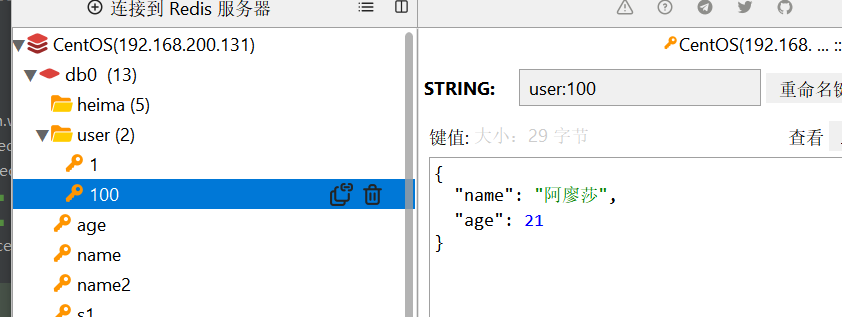 连接到 Redis 服务器
CentOS(192.168.200.131)
db0 (13)
heima (5)
user (2)
1
100
age
name
name2
s1
CentOS(192.168. ... ::
STRING:
user:100
重命名键
键值: 大小: 29 字节
查看
{
"name": "阿廖莎",
"age": 21
}